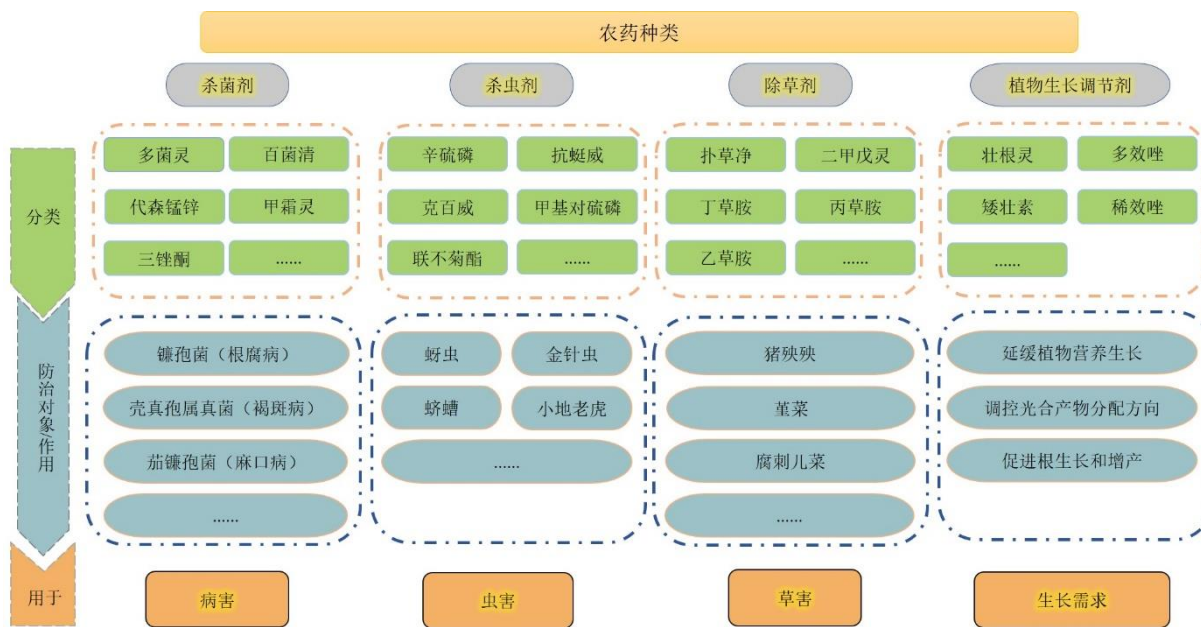 农药种类
杀菌剂
杀虫剂
除草剂
植物生长调节剂
分类
多菌灵
百菌清
代森锰锌
甲霜灵
三锉酮
......
辛硫磷
抗蜓威
克百威
甲基对硫磷
联不菊酯
......
扑草净
二甲戊灵
丁草胺
丙草胺
乙草胺
......
壮根灵
多效唑
矮壮素
稀效唑
......
防治对象/作用
镰孢菌（根腐病）
壳真孢属真菌（褐斑病）
茄镰孢菌（麻口病）
......
蚜虫
金针虫
蛴螬
小地老虎
......
猪殃殃
堇菜
腐刺儿菜
......
延缓植物营养生长
调控光合产物分配方向
促进根生长和增产
用于
病害
虫害
草害
生长需求